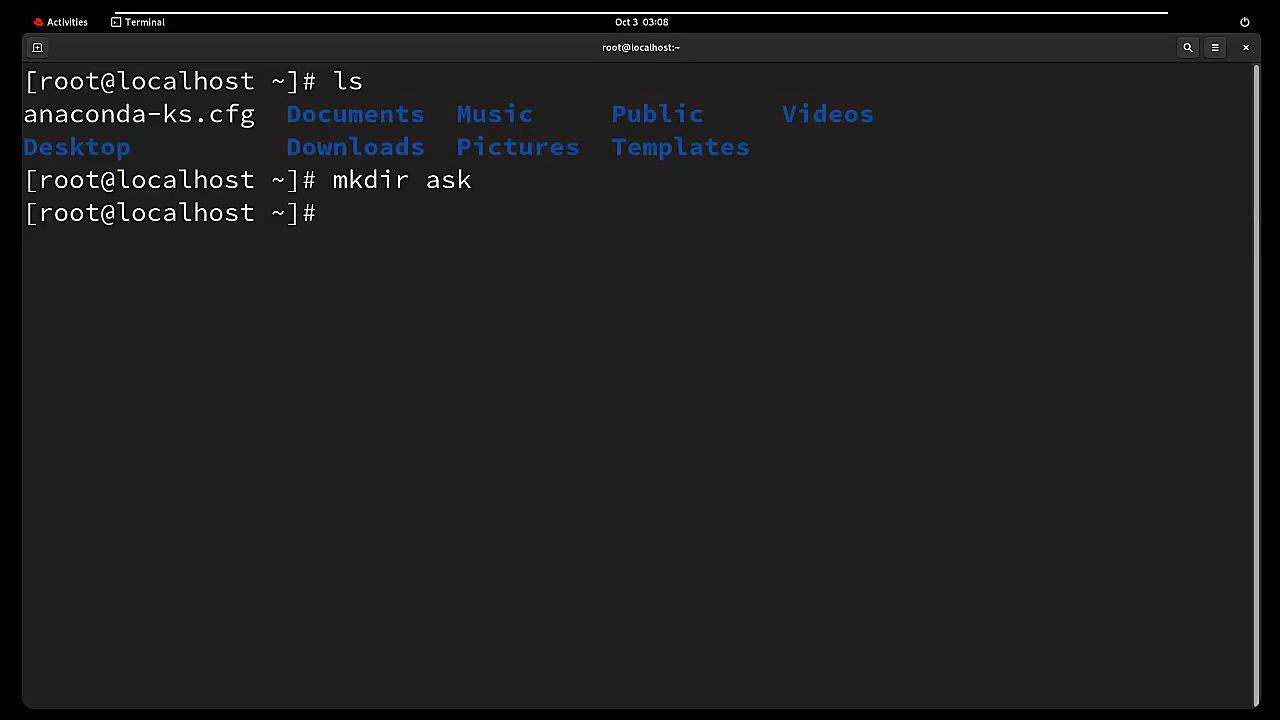 Activities Terminal Oct 3 03:08
root@localhost:~
[root@localhost ~]# ls
anaconda-ks.cfg Documents Music Public Videos
Desktop Downloads Pictures Templates
[root@localhost ~]# mkdir ask
[root@localhost ~]#